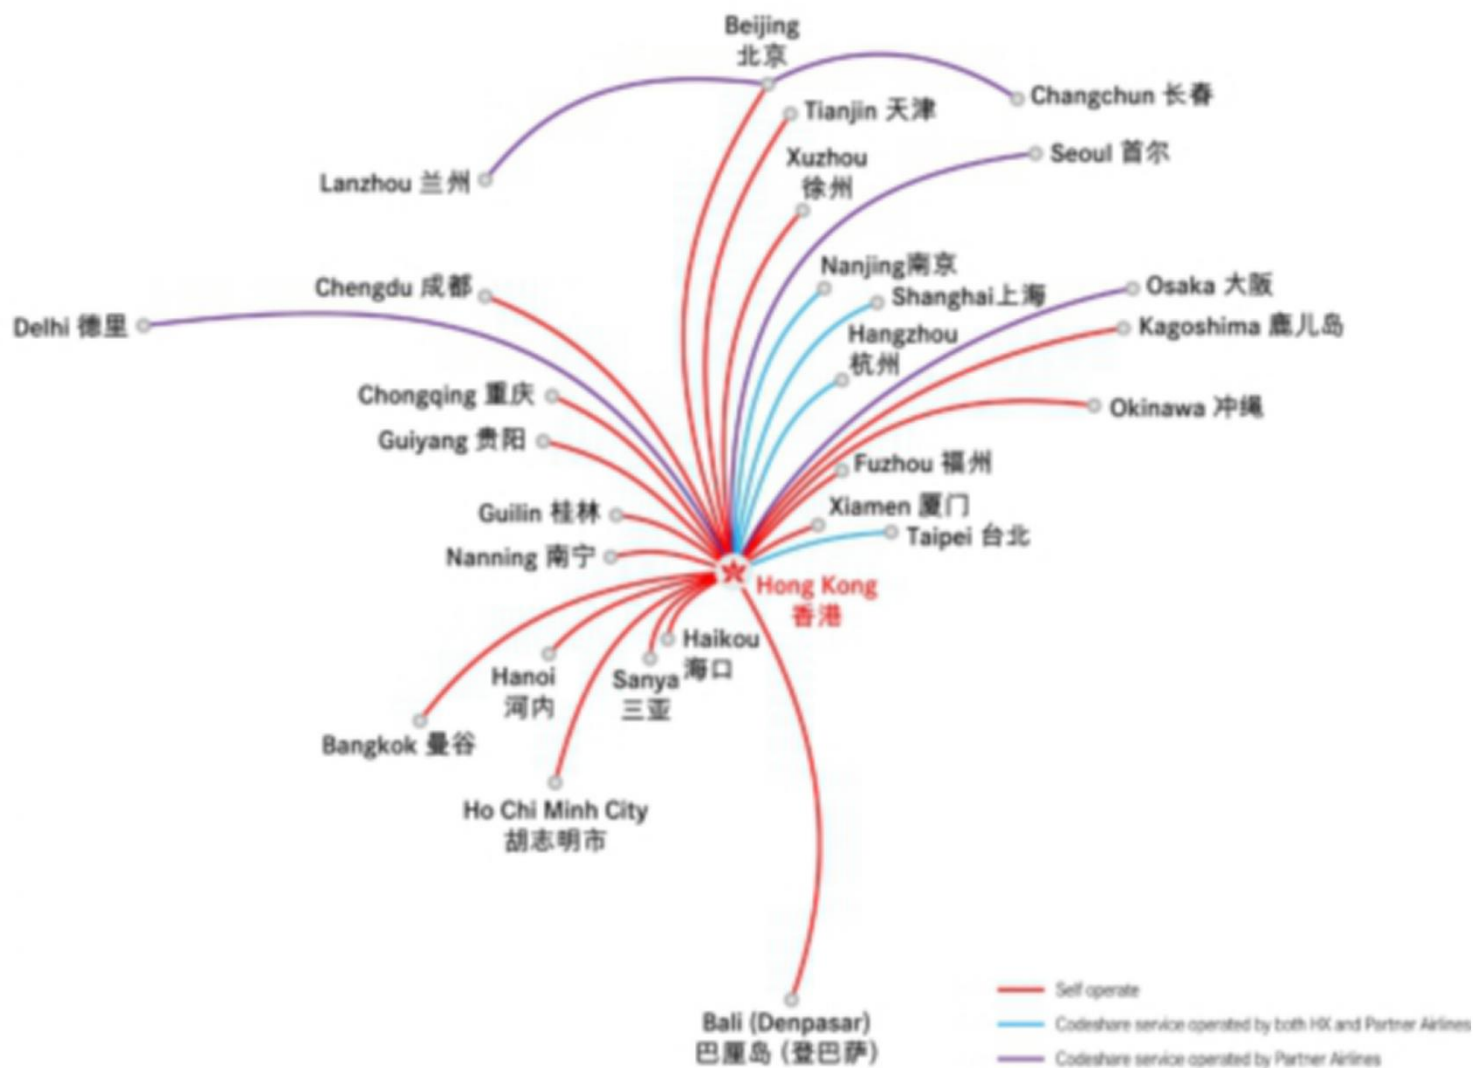 Beijing
北京
Changchun 长春
Tianjin 天津
Seoul 首尔
Xuzhou
徐州
Lanzhou 兰州
Nanjing南京
Chengdu 成都
Osaka 大阪
Shanghai上海
Delhi 德里
Kagoshima 鹿儿岛
Hangzhou
杭州
Chongqing 重庆
Okinawa 冲绳
Guiyang 贵阳
Fuzhou 福州
Guilin 桂林
Xiamen 厦门
Taipei 台北
Nanning 南宁
Hong Kong
香港
Haikou
海口
Hanoi
河内
Sanya
三亚
Bangkok 曼谷
Ho Chi Minh City
胡志明市
Bali (Denpasar)
巴厘岛 (登巴萨)
Self operate
Codeshare service operated by both HX and Partner Airlines
Codeshare service operated by Partner Airlines